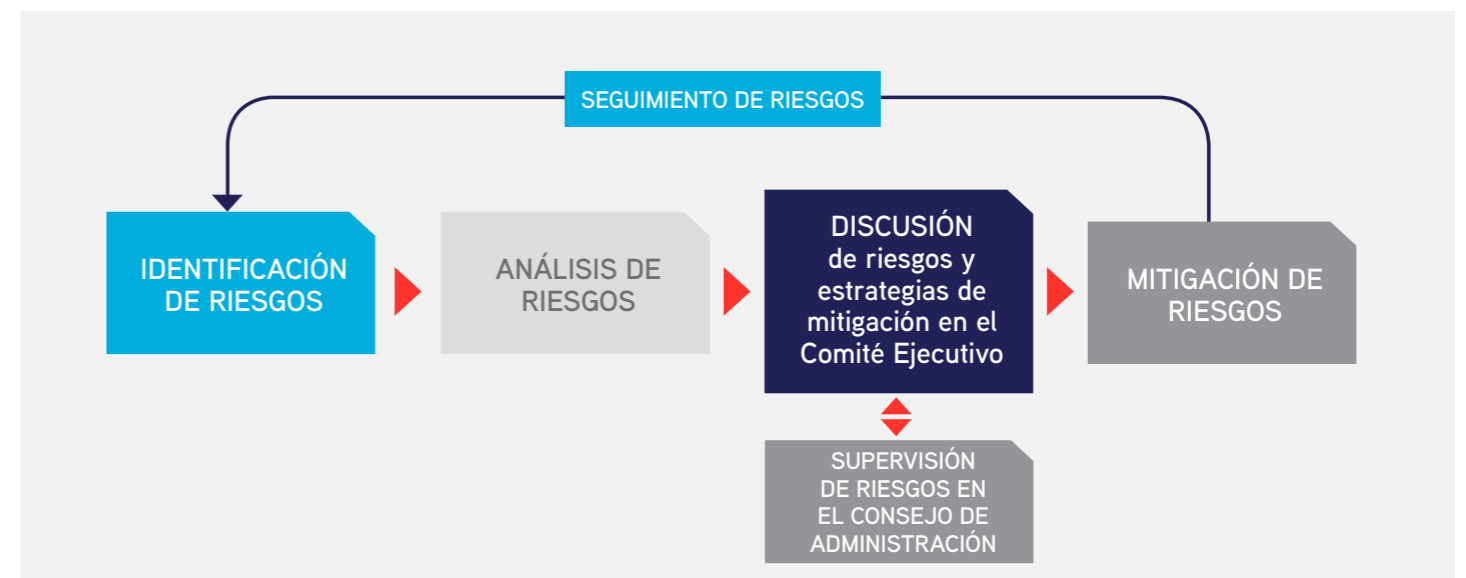 SEGUIMIENTO DE RIESGOS
IDENTIFICACIÓN
DE RIESGOS
ANÁLISIS DE
RIESGOS
DISCUSIÓN
de riesgos y
estrategias de
mitigación en el
Comité Ejecutivo
MITIGACIÓN DE
RIESGOS
SUPERVISIÓN
DE RIESGOS EN
EL CONSEJO DE
ADMINISTRACIÓN